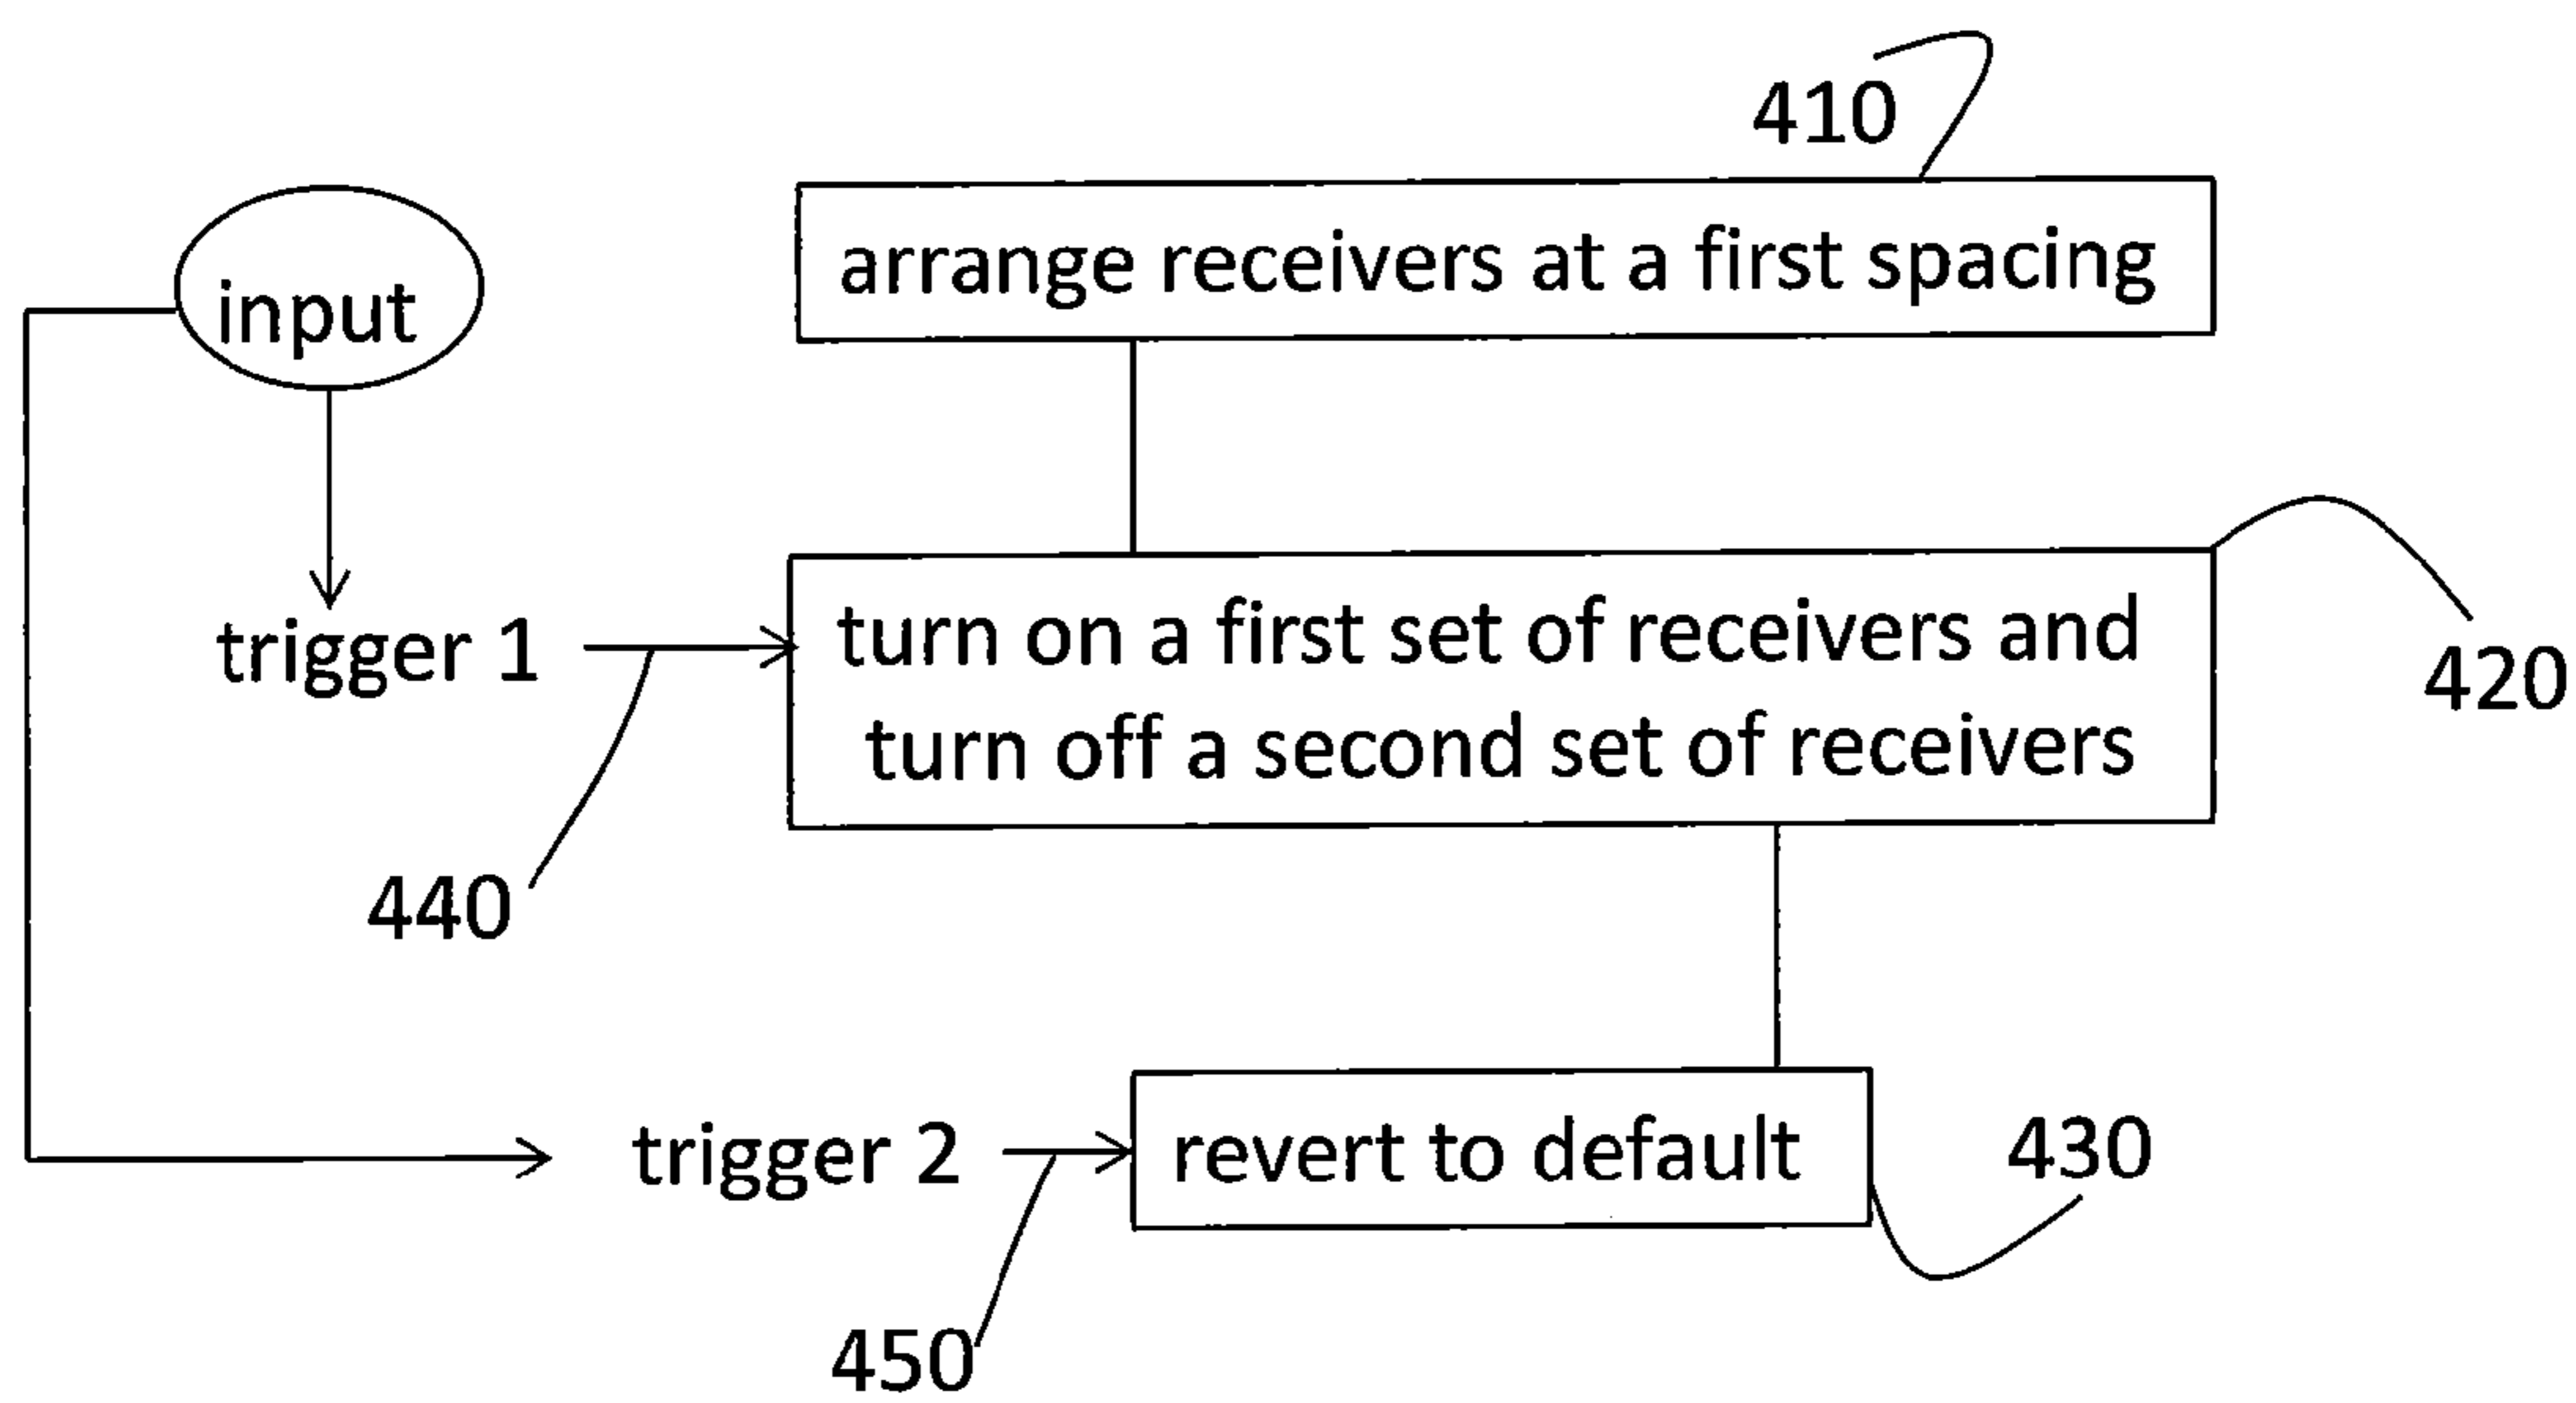 410
arrange receivers at a first spacing
input
trigger 1
turn on a first set of receivers and
turn off a second set of receivers
420
440
trigger 2
revert to default
430
450